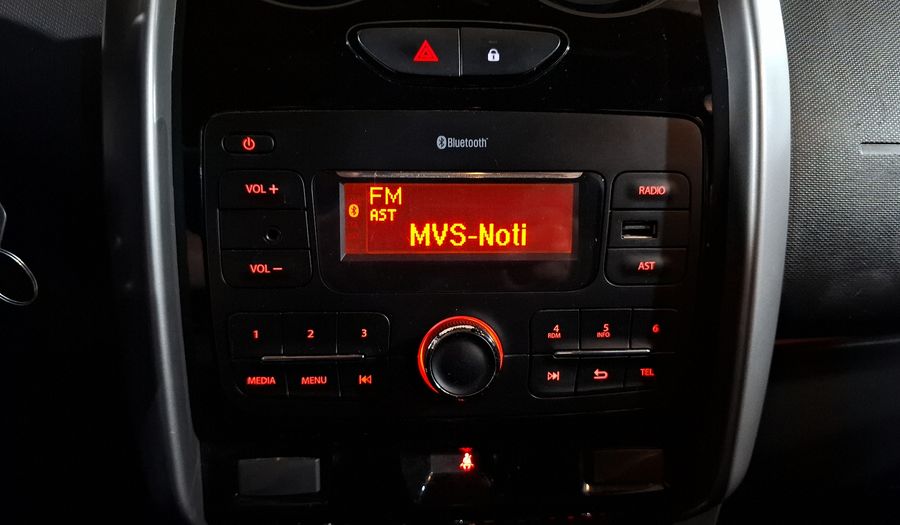 Bluetooth
VOL +
FM
AST
MVS-Noti
RADIO
VOL −
AST
1
2
3
4
RDM
5
INFO
6
MEDIA
MENU
TEL